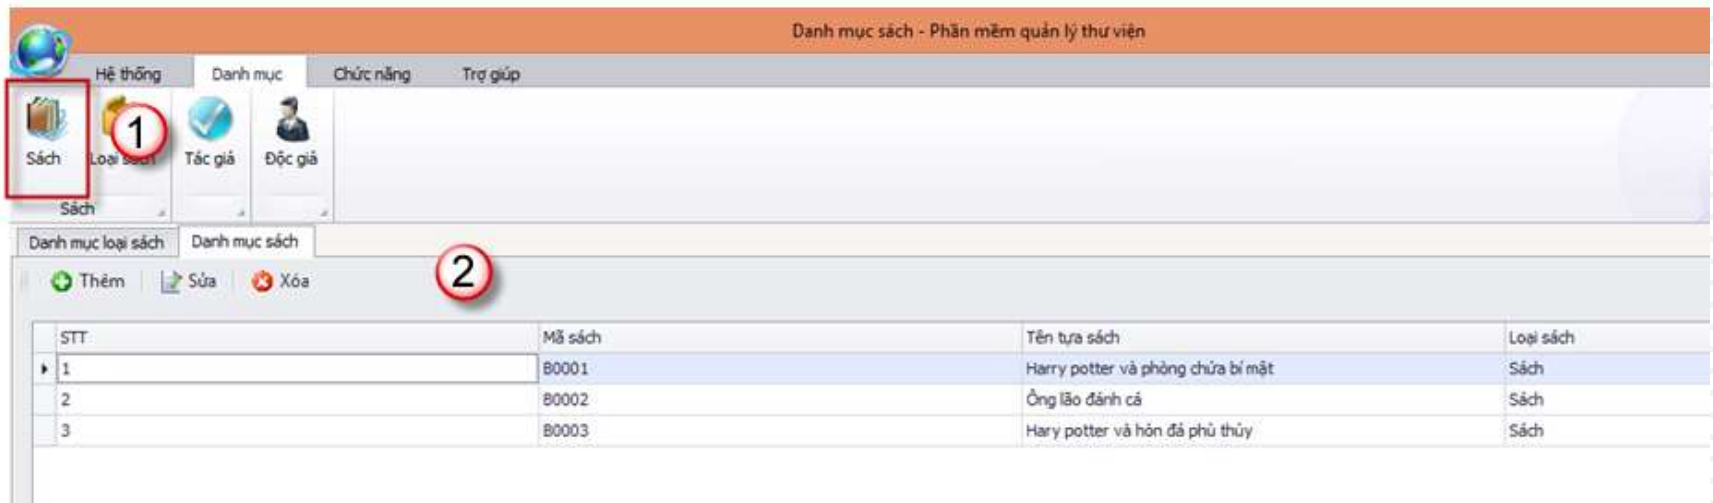 Danh mục sách - Phần mềm quản lý thư viện
Hệ thống Danh mục Chức năng Trợ giúp
1
Sách Loại sách Tác giả Độc giả
Sách
Danh mục loại sách Danh mục sách
2
Thêm Sửa Xóa
STT Mã sách Tên tựa sách Loại sách
1 B0001 Harry potter và phòng chứa bí mật Sách
2 B0002 Ông lão đánh cá Sách
3 B0003 Hary potter và hòn đá phù thủy Sách